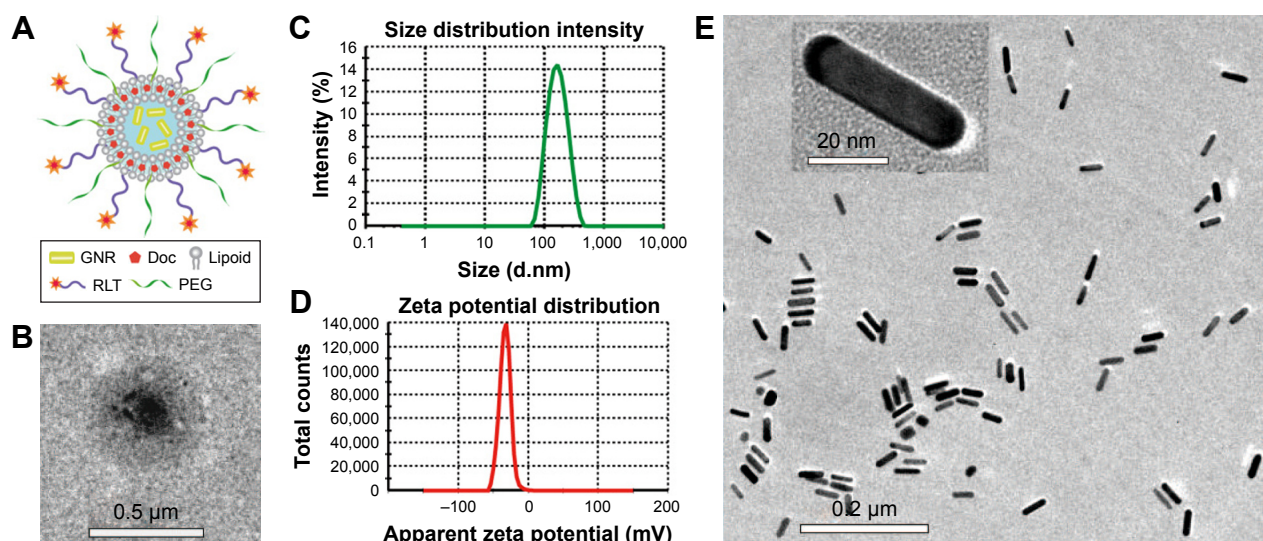 A
GNR Doc Lipoid
RLT PEG
B
0.5 µm
C
Size distribution intensity
Intensity (%)
16
14
12
10
8
6
4
2
0
0.1 1 10 100 1,000 10,000
Size (d.nm)
D
Zeta potential distribution
Total counts
140,000
120,000
100,000
80,000
60,000
40,000
20,000
0
–100 0 100 200
Apparent zeta potential (mV)
E
20 nm
0.2 µm